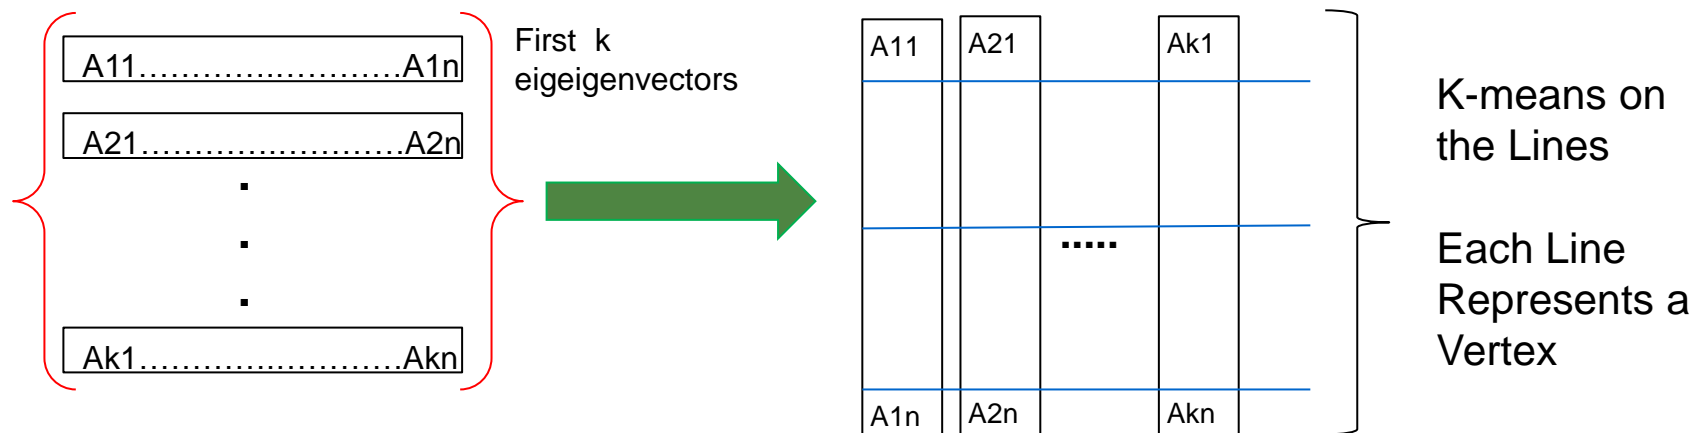 A11......................A1n
First k
eigeigenvectors
A21......................A2n
.
.
.
Ak1......................Akn
A11 A21 Ak1
.....
A1n A2n Akn
K-means on
the Lines
Each Line
Represents a
Vertex